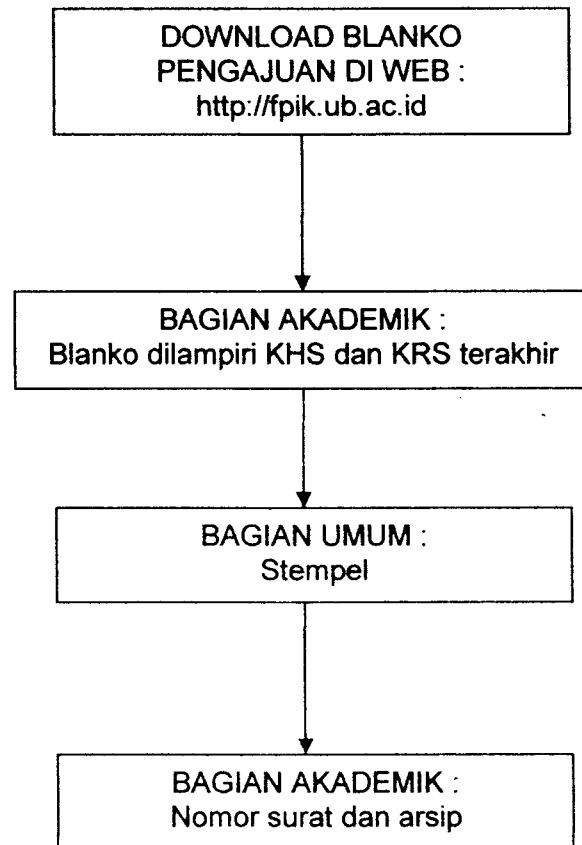 DOWNLOAD BLANKO
PENGAJUAN DI WEB :
http://fpik.ub.ac.id
BAGIAN AKADEMIK :
Blanko dilampiri KHS dan KRS terakhir
BAGIAN UMUM :
Stempel
BAGIAN AKADEMIK :
Nomor surat dan arsip